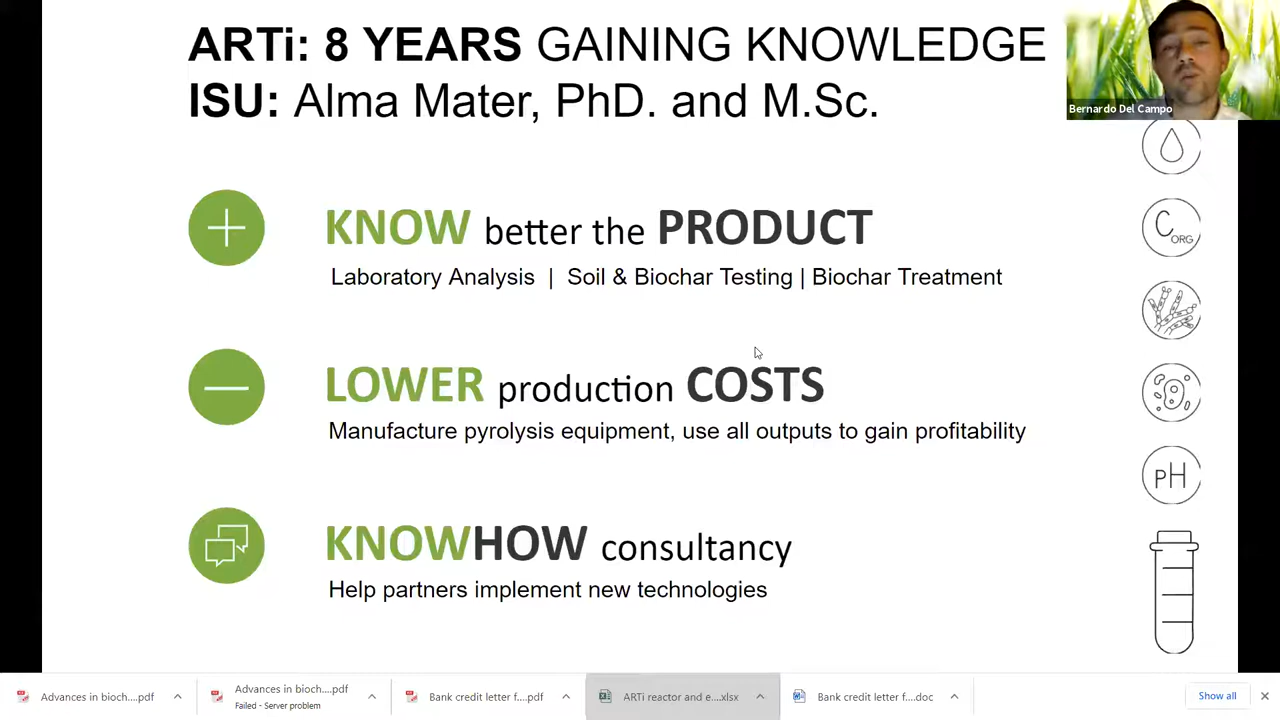 ARTi: 8 YEARS GAINING KNOWLEDGE
ISU: Alma Mater, PhD. and M.Sc.
Bernardo Del Campo
KNOW better the PRODUCT
Laboratory Analysis | Soil & Biochar Testing | Biochar Treatment
LOWER production COSTS
Manufacture pyrolysis equipment, use all outputs to gain profitability
KNOWHOW consultancy
Help partners implement new technologies
C ORG
pH
Advances in bioch....pdf
Advances in bioch....pdf
Failed - Server problem
Bank credit letter f....pdf
ARTi reactor and e....xlsx
Bank credit letter f....doc
Show all